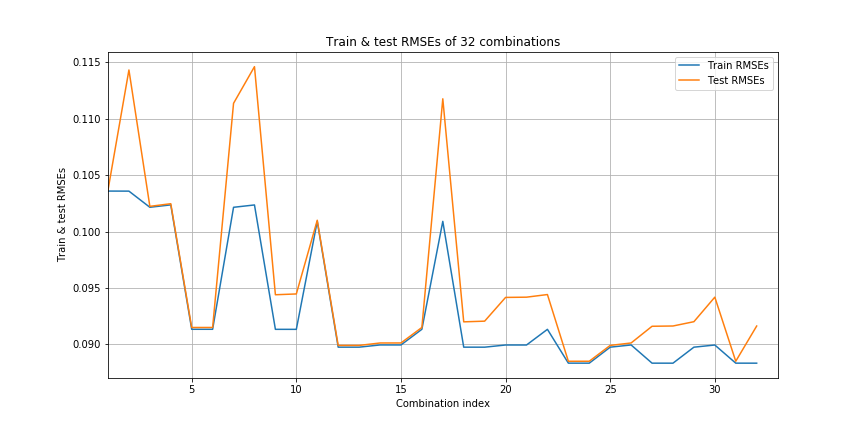 Train & test RMSEs of 32 combinations
Train & test RMSEs
0.115
0.110
0.105
0.100
0.095
0.090
Train RMSEs
Test RMSEs
5
10
15
20
25
30
Combination index